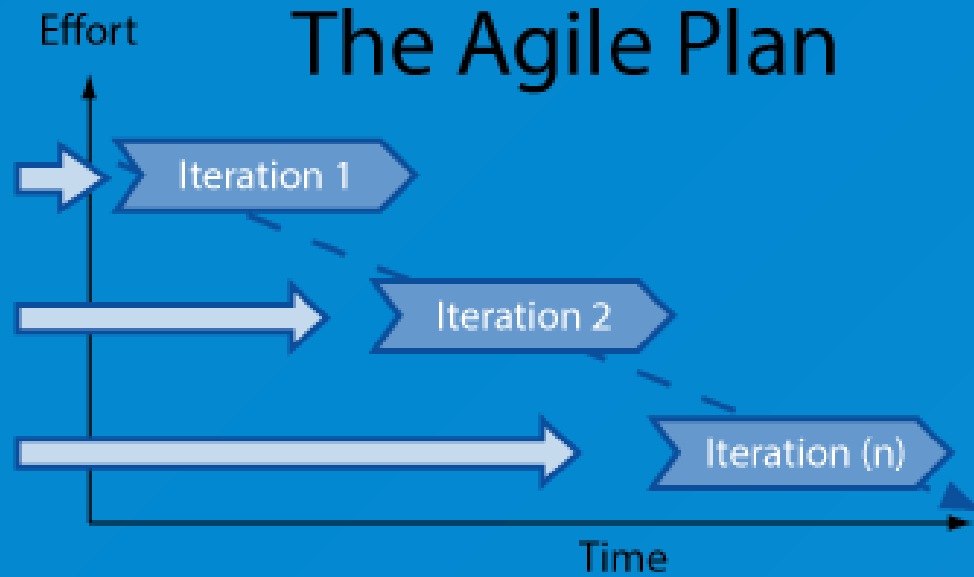 Effort
The Agile Plan
Iteration 1
Iteration 2
Iteration (n)
Time